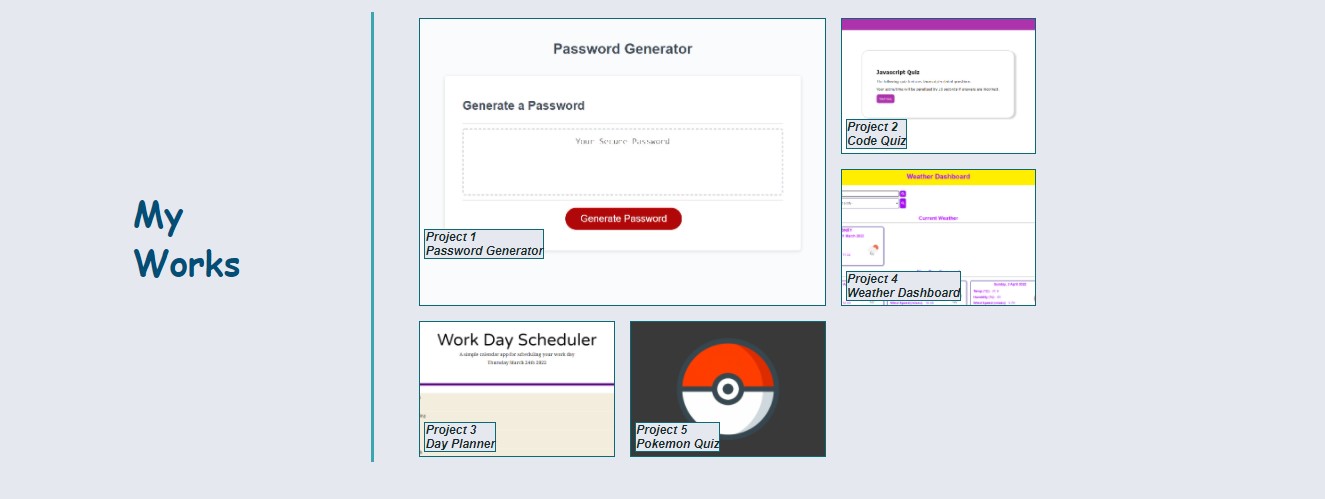 My
Works
Password Generator
Generate a Password
Your Secure Password
Generate Password
Project 1
Password Generator
Javascript Quiz
Project 2
Code Quiz
Weather Dashboard
Current Weather
Project 4
Weather Dashboard
Work Day Scheduler
A simple calendar app for scheduling your work day
Thursday March 24th 2022
Project 3
Day Planner
Project 5
Pokemon Quiz